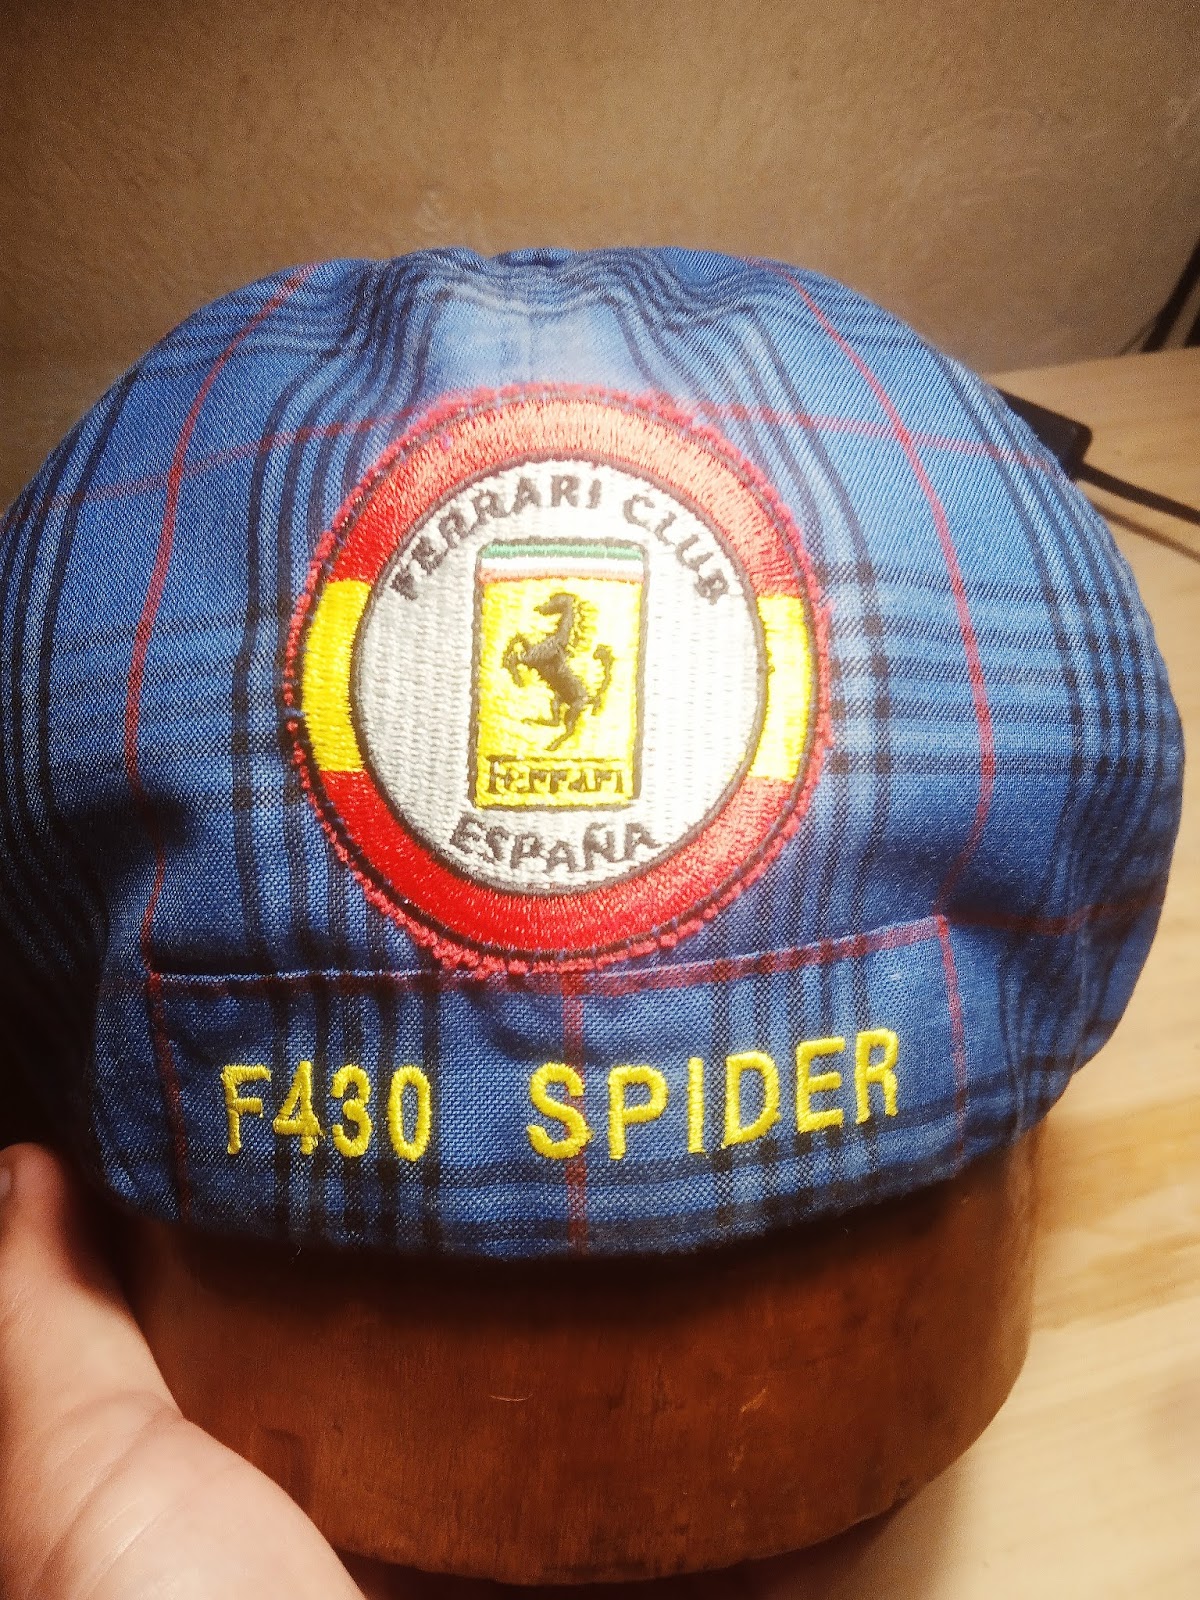 FERRARI CLUB
Ferrari
ESPAÑA
F430 SPIDER